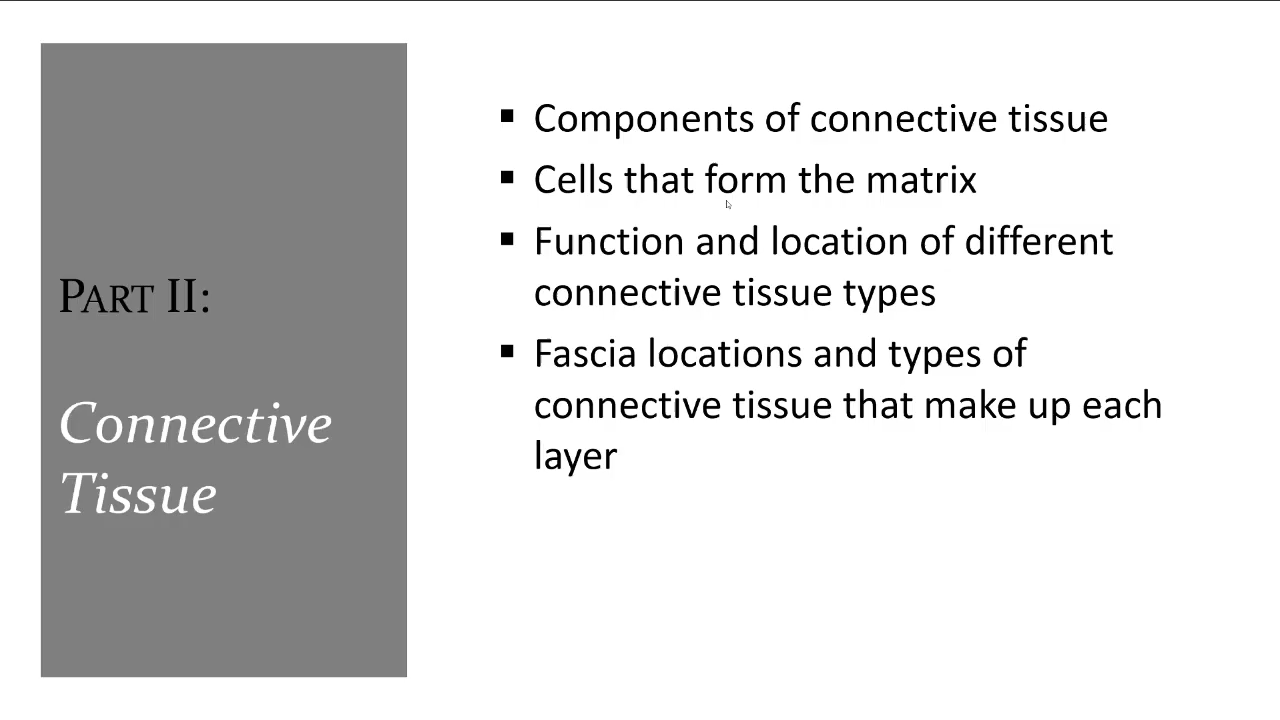 PART II:
Connective
Tissue
▪ Components of connective tissue
▪ Cells that form the matrix
▪ Function and location of different
connective tissue types
▪ Fascia locations and types of
connective tissue that make up each
layer